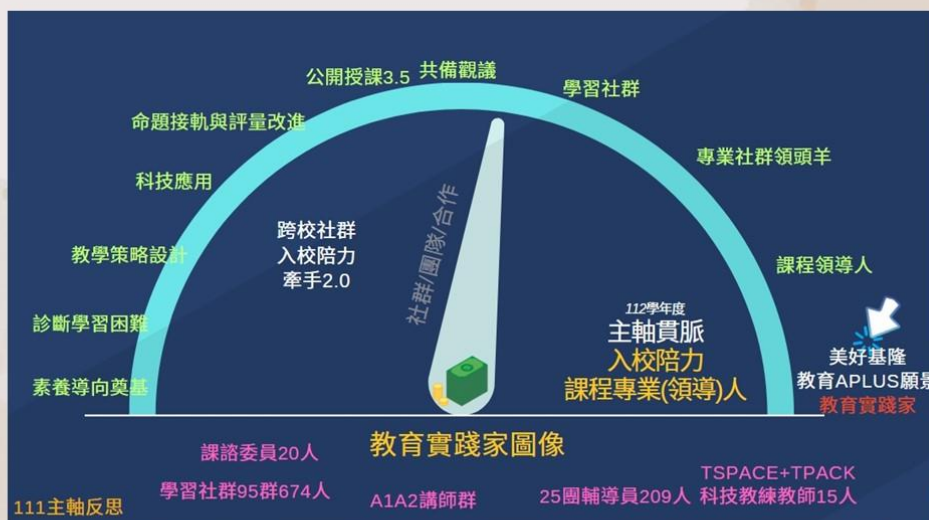 公開授課3.5
共備觀議
學習社群
命題接軌與評量改進
專業社群領頭羊
科技應用
教學策略設計
課程領導人
診斷學習困難
素養導向奠基
跨校社群
入校陪力
牽手2.0
社群/團隊/合作
112學年度
主軸貫脈
入校陪力
課程專業(領導)人
美好基隆
教育APLUS願景
教育實踐家
教育實踐家圖像
課諮委員20人
學習社群95群674人
A1A2講師群
25團輔導員209人
TSPACE+TPACK
科技教練教師15人
111主軸反思